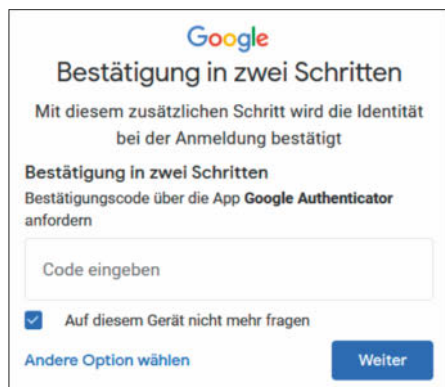 Google
Bestätigung in zwei Schritten
Mit diesem zusätzlichen Schritt wird die Identität
bei der Anmeldung bestätigt
Bestätigung in zwei Schritten
Bestätigungscode über die App Google Authenticator
anfordern
Code eingeben
Auf diesem Gerät nicht mehr fragen
Andere Option wählen
Weiter